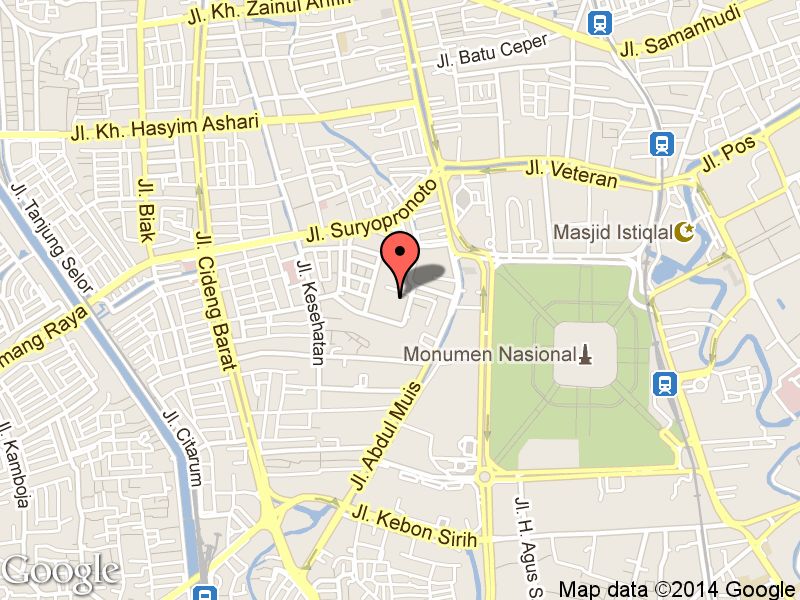 Jl. Kh. Zainul Arifin
Jl. Samanhudi
Jl. Batu Ceper
Jl. Kh. Hasyim Ashari
Jl. Pos
Jl. Veteran
Jl. Tanjung Selor
Jl. Biak
Jl. Suryopronoto
Masjid Istiqlal
Jl. Cideng Barat
Jl. Kesehatan
mang Raya
Monumen Nasional
Jl. Abdul Muis
Jl. Citarum
Jl. Kamboja
Jl. Kebon Sirih
Jl. H. Agus S
Google
Map data ©2014 Google